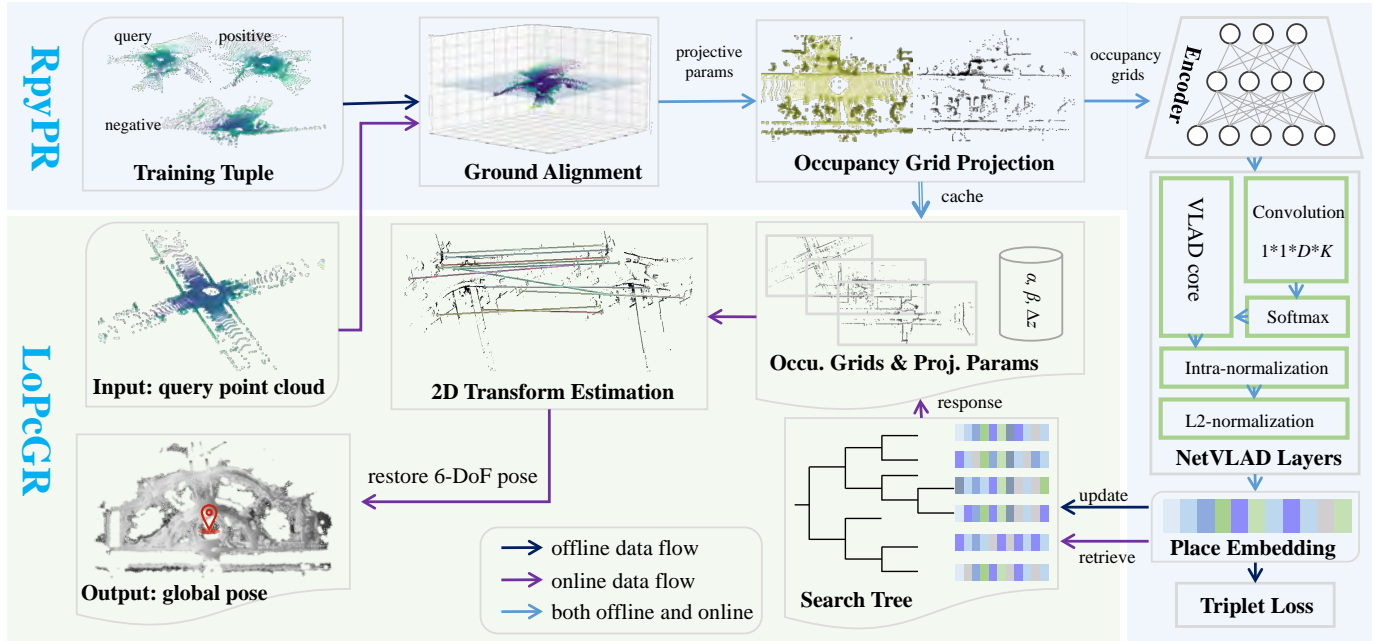 RpyPR
query
positive
negative
Training Tuple
Ground Alignment
projective
params
Occupancy Grid Projection
occupancy
grids
Encoder
cache
VLAD core
Convolution
1*1*D*K
Softmax
Intra-normalization
L2-normalization
NetVLAD Layers
LoPcGR
Input: query point cloud
2D Transform Estimation
α, β, Δz
Occu. Grids & Proj. Params
response
restore 6-DoF pose
Output: global pose
offline data flow
online data flow
both offline and online
Search Tree
update
retrieve
Place Embedding
Triplet Loss